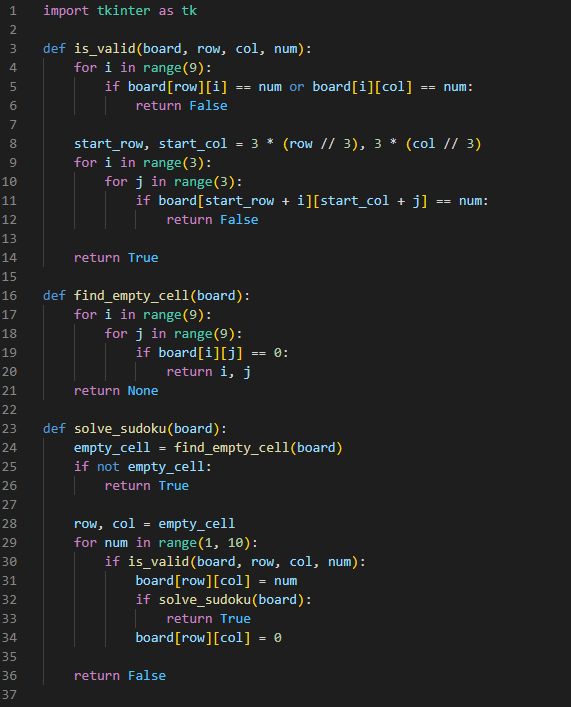 1 import tkinter as tk
2
3 def is_valid(board, row, col, num):
4     for i in range(9):
5         if board[row][i] == num or board[i][col] == num:
6             return False
7
8     start_row, start_col = 3 * (row // 3), 3 * (col // 3)
9     for i in range(3):
10         for j in range(3):
11             if board[start_row + i][start_col + j] == num:
12                 return False
13
14     return True
15
16 def find_empty_cell(board):
17     for i in range(9):
18         for j in range(9):
19             if board[i][j] == 0:
20                 return i, j
21     return None
22
23 def solve_sudoku(board):
24     empty_cell = find_empty_cell(board)
25     if not empty_cell:
26         return True
27
28     row, col = empty_cell
29     for num in range(1, 10):
30         if is_valid(board, row, col, num):
31             board[row][col] = num
32             if solve_sudoku(board):
33                 return True
34             board[row][col] = 0
35
36     return False
37